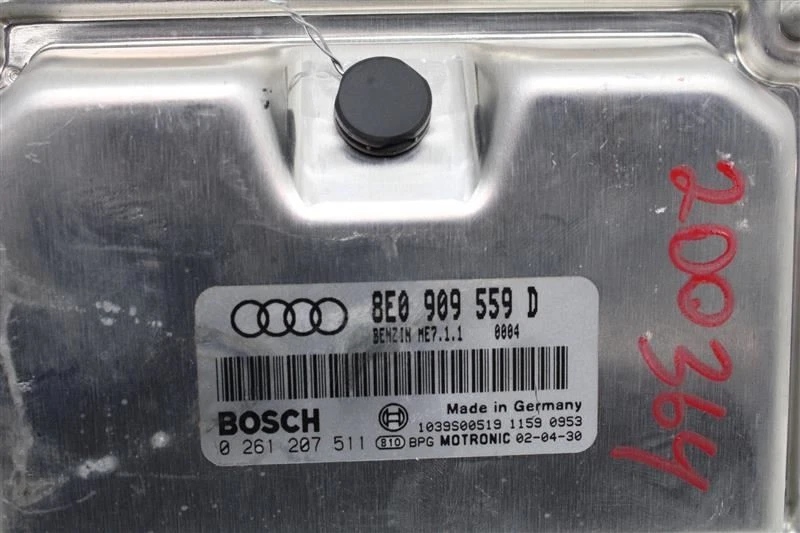 8E0 909 559 D
BENZIN ME7.1.1 0004
BOSCH
Made in Germany
1039S00519 1159 0953
0 261 207 511 810 BPG MOTRONIC 02-04-30
200364